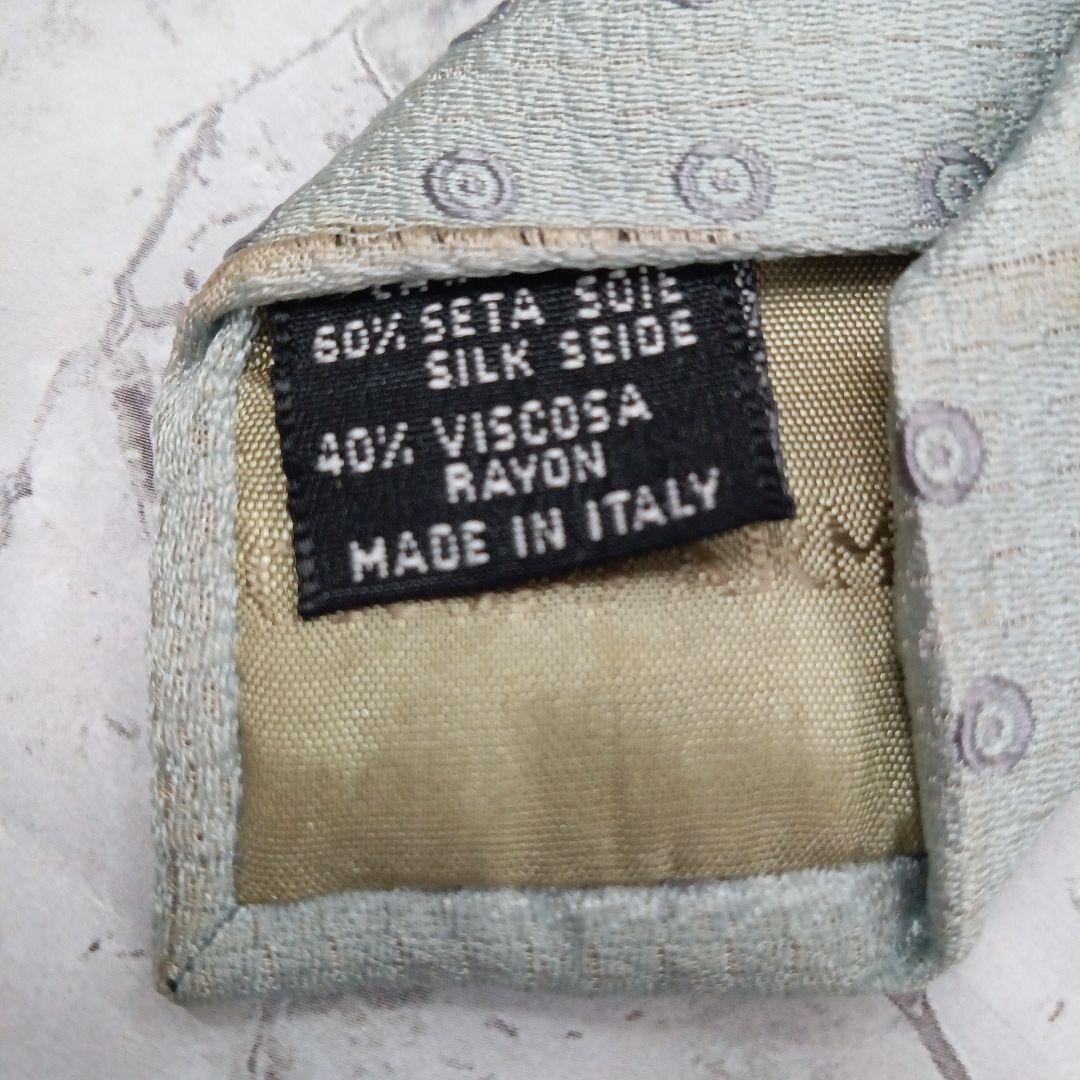 60% SETA SOIE
SILK SEIDE
40% VISCOSA
RAYON
MADE IN ITALY